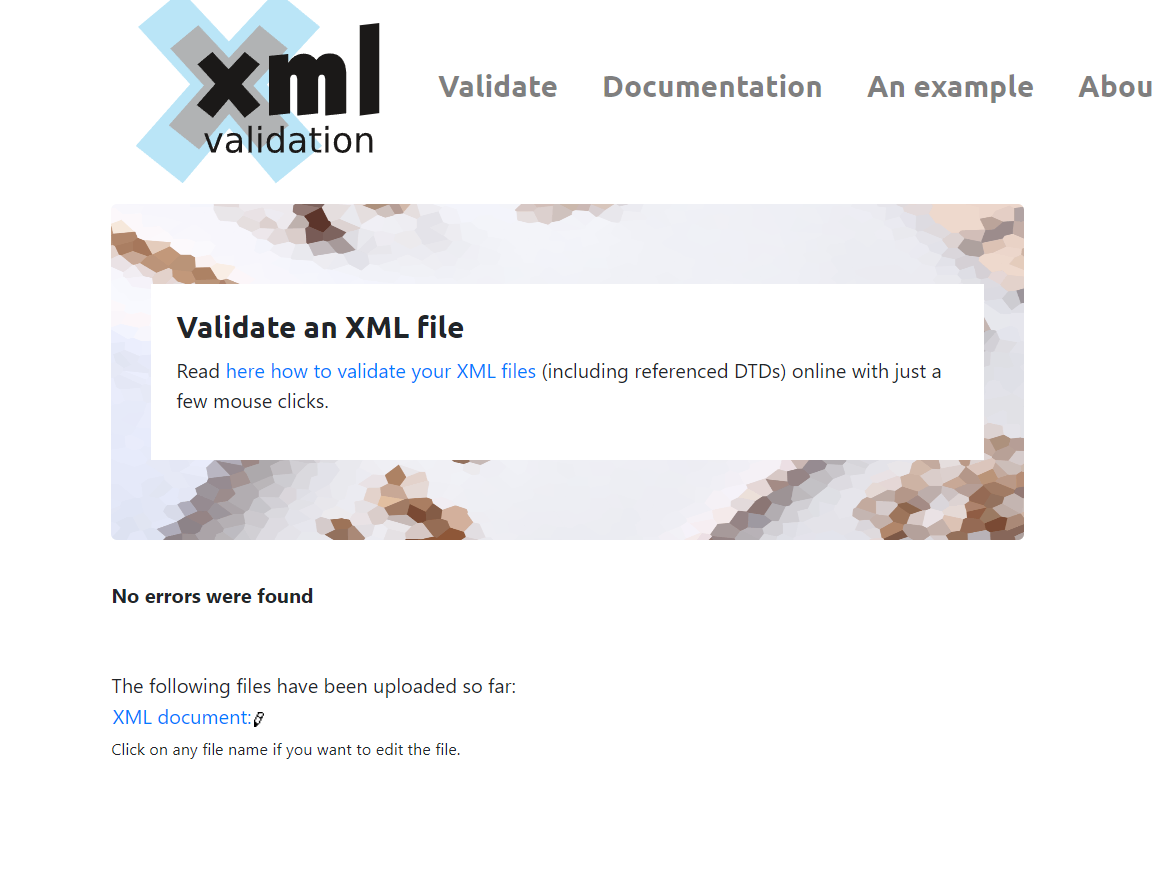 xml
validation
Validate
Documentation
An example
Abou
Validate an XML file
Read here how to validate your XML files (including referenced DTDs) online with just a
few mouse clicks.
No errors were found
The following files have been uploaded so far:
XML document:
Click on any file name if you want to edit the file.